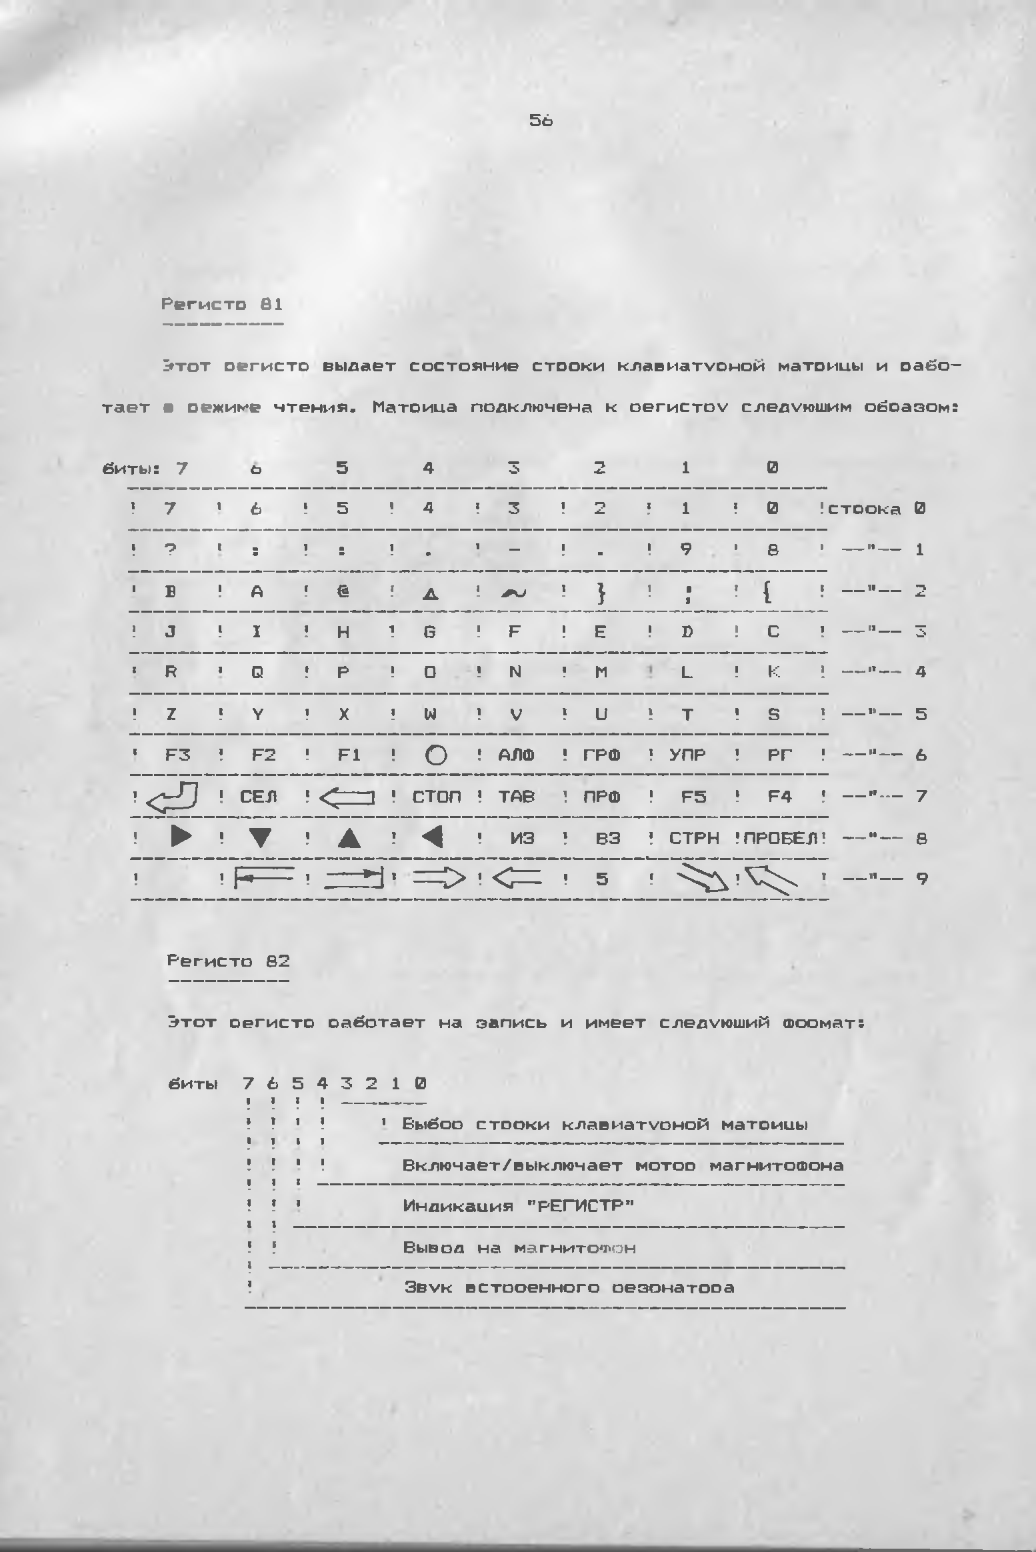 56
Регистр 81
Этот регистр выдает состояние строки клавиатурной матрицы и рабо-
тает в режиме чтения. Матрица подключена к регистру следующим образом:
биты: 7 6 5 4 3 2 1 0
! 7 ! 6 ! 5 ! 4 ! 3 ! 2 ! 1 ! 0 !строка 0
! ? ! : ! : ! . ! - ! . ! 9 ! 8 ! --"-- 1
! B ! A ! @ ! Δ ! ~ ! } ! ; ! { ! --"-- 2
! J ! I ! H ! G ! F ! E ! D ! C ! --"-- 3
! R ! Q ! P ! O ! N ! M ! L ! K ! --"-- 4
! Z ! Y ! X ! W ! V ! U ! T ! S ! --"-- 5
! F3 ! F2 ! F1 ! O ! АЛФ ! ГРФ ! УПР ! РГ ! --"-- 6
! ! СЕЛ ! ⇦ ! СТОП ! ТАВ ! ПРФ ! F5 ! F4 ! --"-- 7
! ▶ ! ▼ ! ▲ ! ◀ ! ИЗ ! ВЗ ! СТРН !ПРОБЕЛ! --"-- 8
! ! ! ! ⇒ ! ⇐ ! 5 ! ⇘ ! ⇖ ! --"-- 9
Регистр 82
Этот регистр работает на запись и имеет следующий формат:
биты 7 6 5 4 3 2 1 0
! ! ! ! ! Выбор строки клавиатурной матрицы
! ! ! ! Включает/выключает мотор магнитофона
! ! ! Индикация "РЕГИСТР"
! ! Вывод на магнитофон
! Звук встроенного резонатора